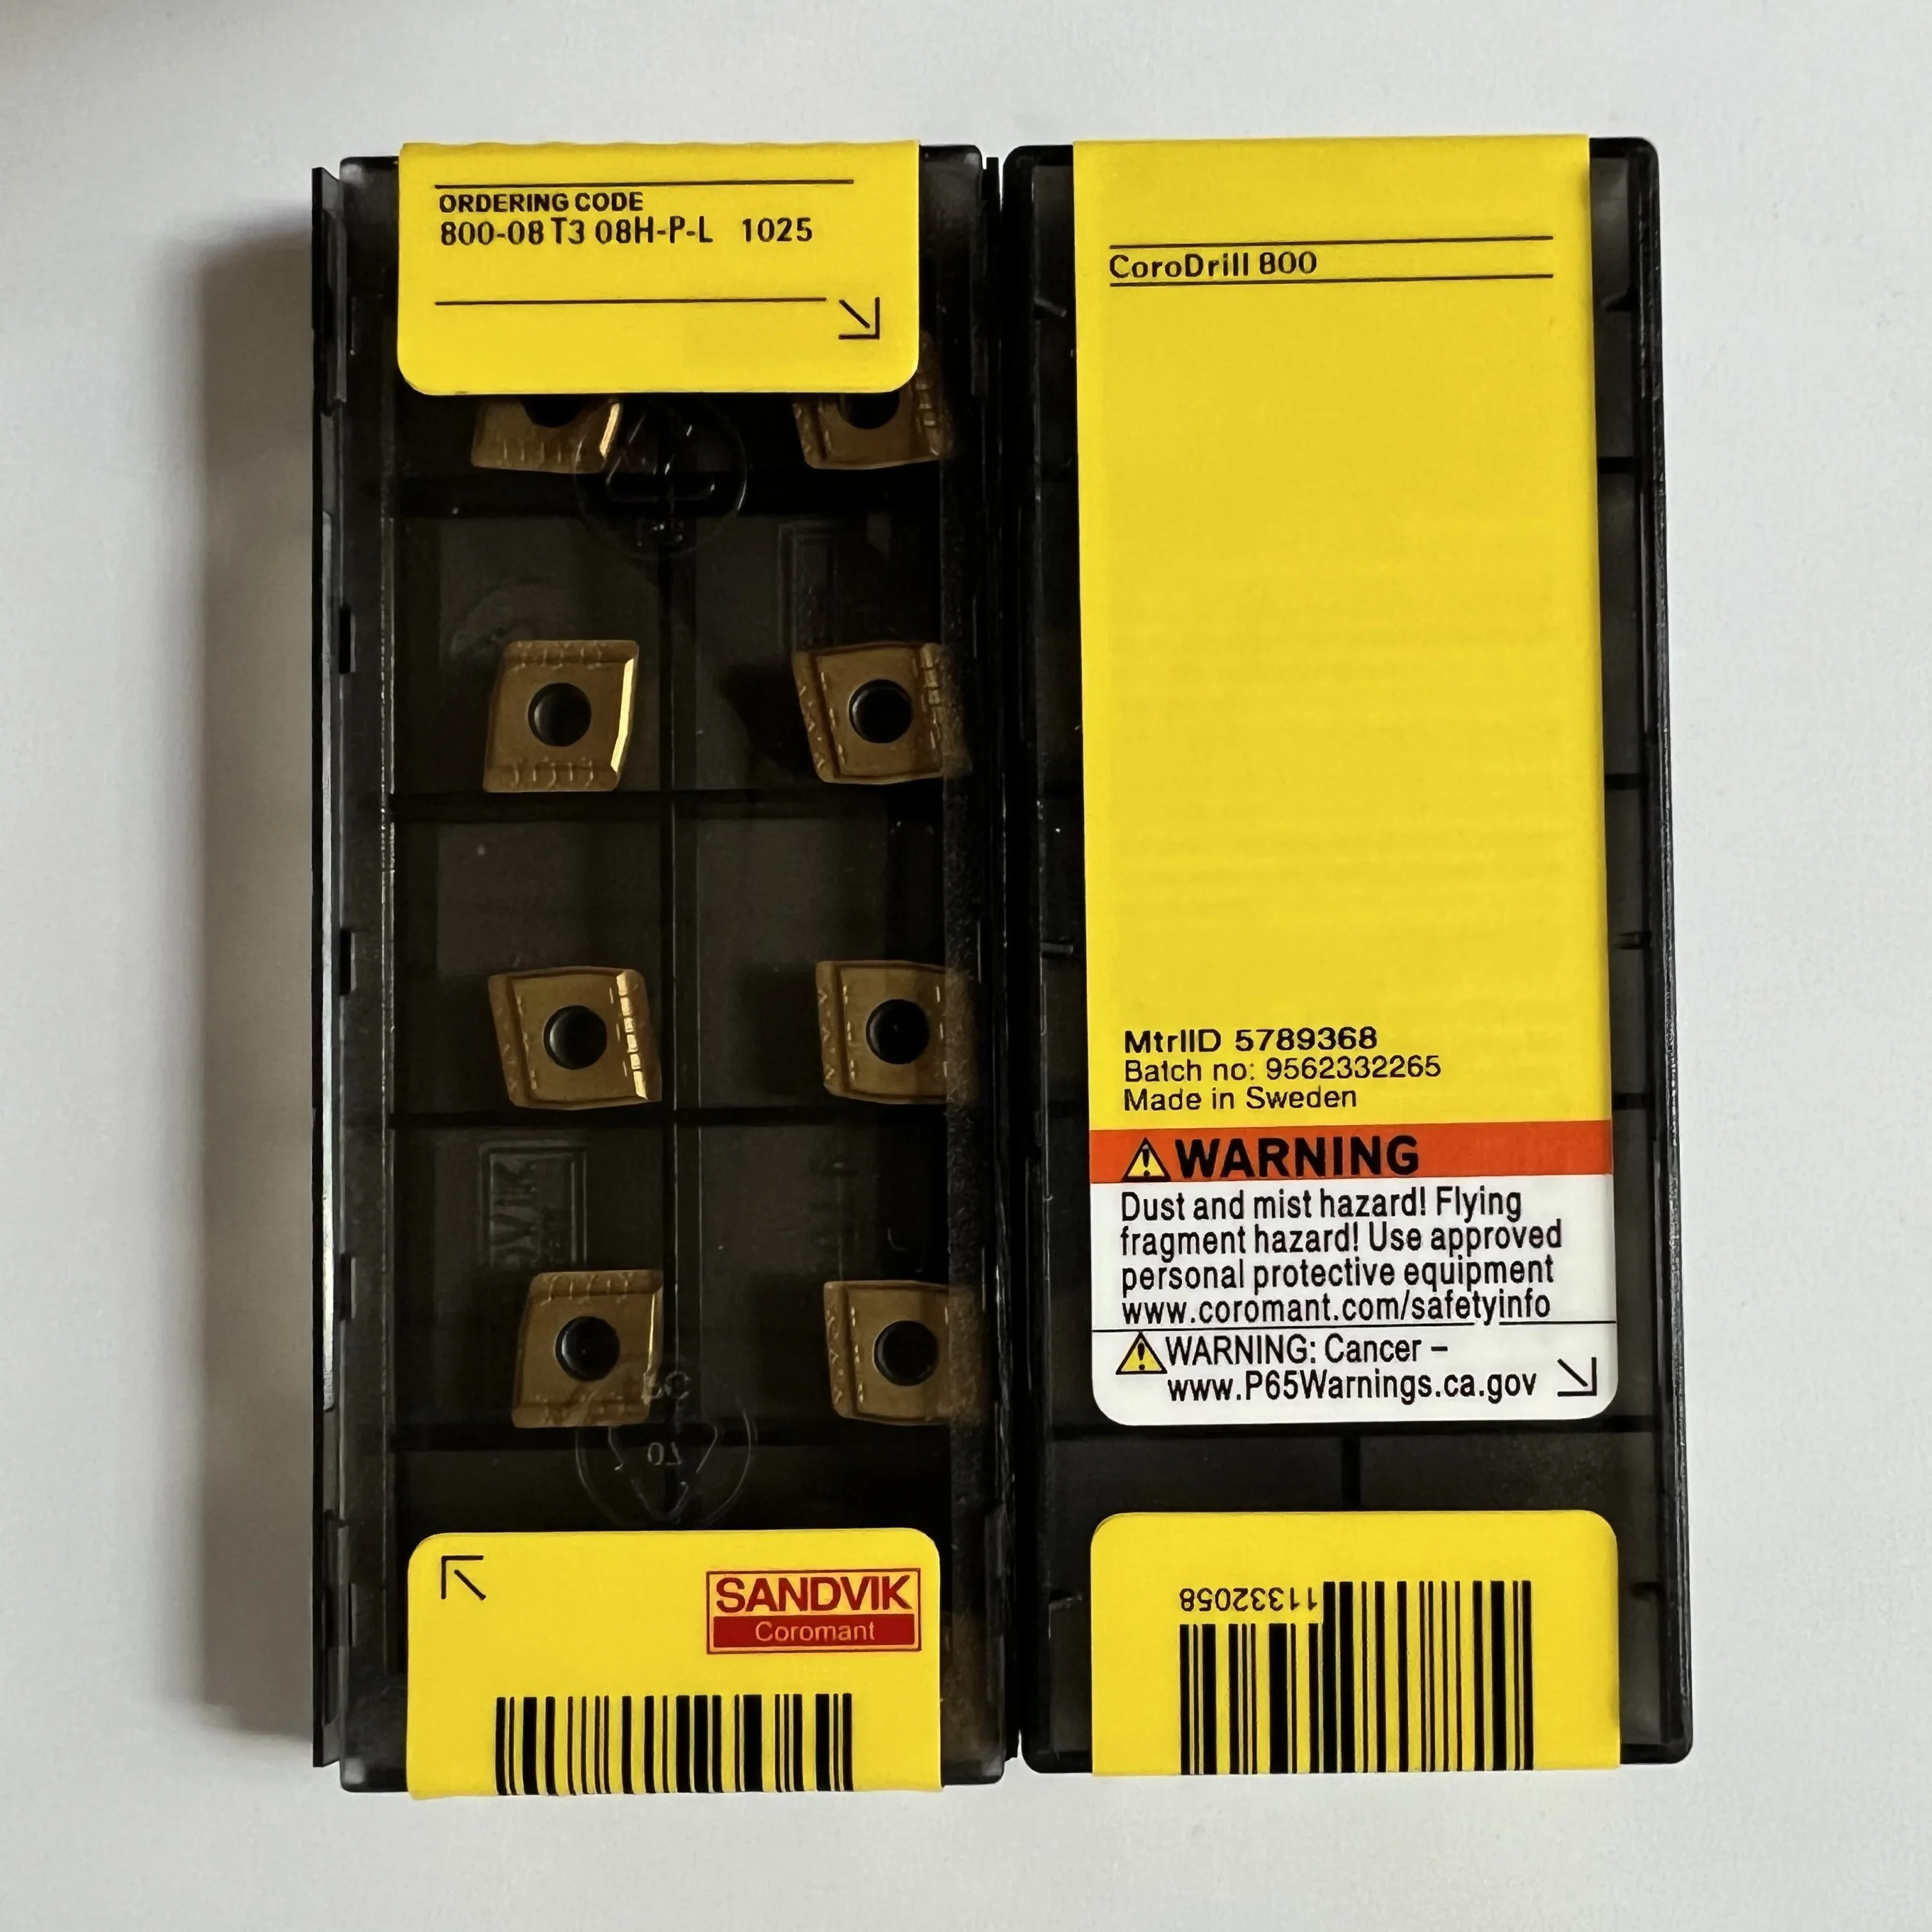 ORDERING CODE
800-08 T3 08H-P-L 1025
SANDVIK
Coromant
CoroDrill 800
MtrlID 5789368
Batch no: 9562332265
Made in Sweden
WARNING
Dust and mist hazard! Flying
fragment hazard! Use approved
personal protective equipment
www.coromant.com/safetyinfo
WARNING: Cancer –
www.P65Warnings.ca.gov
11332058